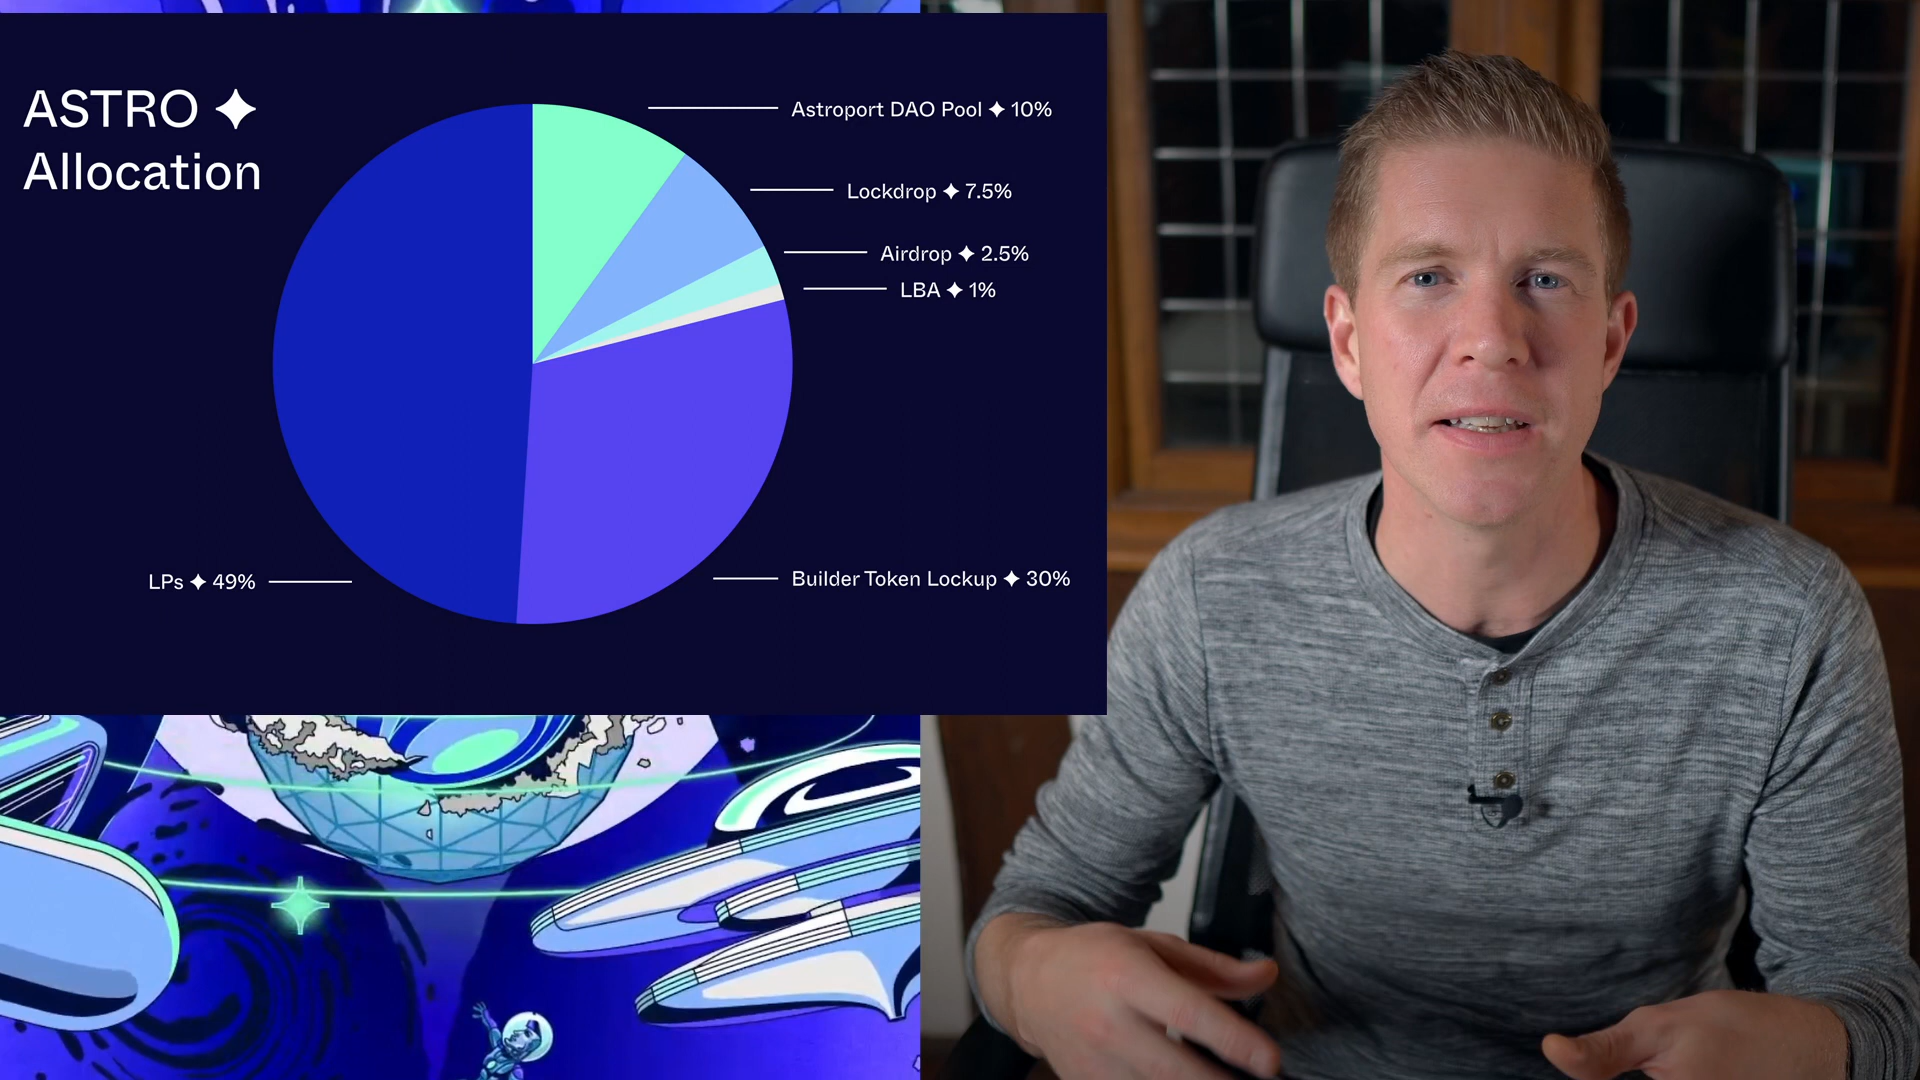 ASTRO ✦
Allocation
Astroport DAO Pool ✦ 10%
Lockdrop ✦ 7.5%
Airdrop ✦ 2.5%
LBA ✦ 1%
Builder Token Lockup ✦ 30%
LPs ✦ 49%